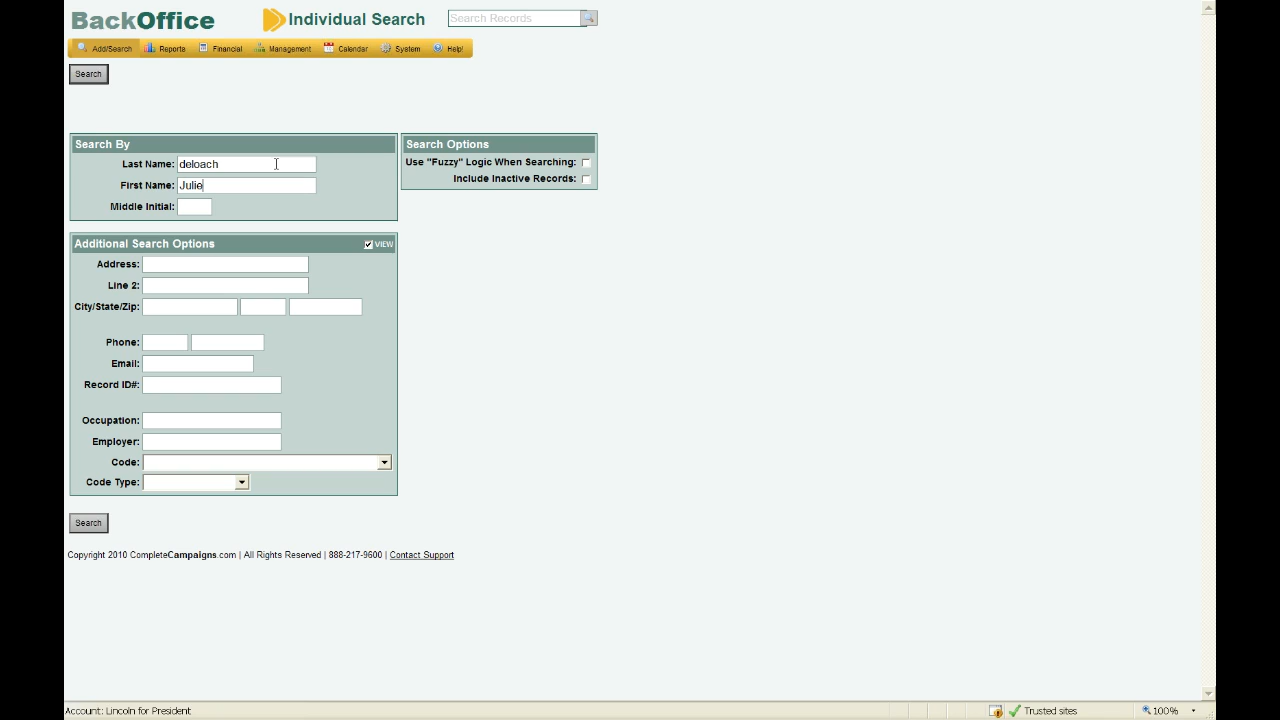 BackOffice Individual Search Search Records
Add/Search Reports Financial Management Calendar System Help!
Search
Search By
Last Name: deloach
First Name: Julie
Middle Initial:
Search Options
Use "Fuzzy" Logic When Searching:
Include Inactive Records:
Additional Search Options VIEW
Address:
Line 2:
City/State/Zip:
Phone:
Email:
Record ID#:
Occupation:
Employer:
Code:
Code Type:
Search
Copyright 2010 CompleteCampaigns.com | All Rights Reserved | 888-217-9600 | Contact Support
Account: Lincoln for President Trusted sites 100%